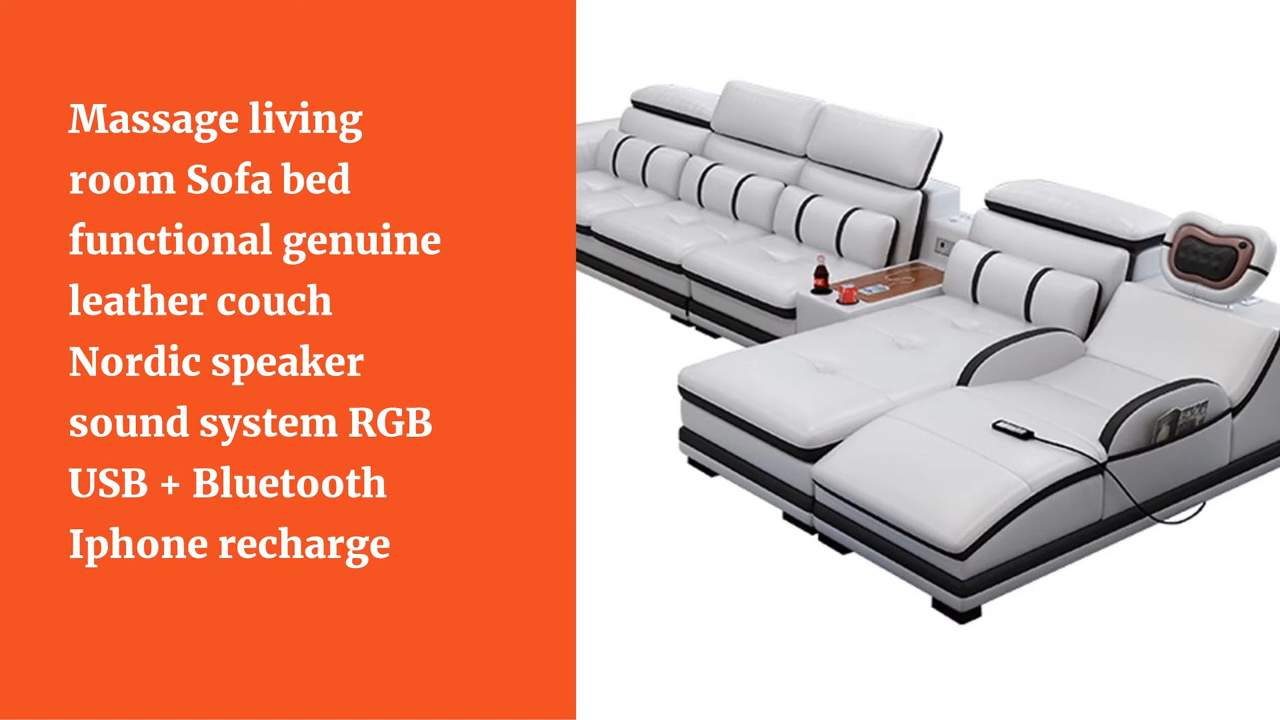 Massage living
room Sofa bed
functional genuine
leather couch
Nordic speaker
sound system RGB
USB + Bluetooth
Iphone recharge